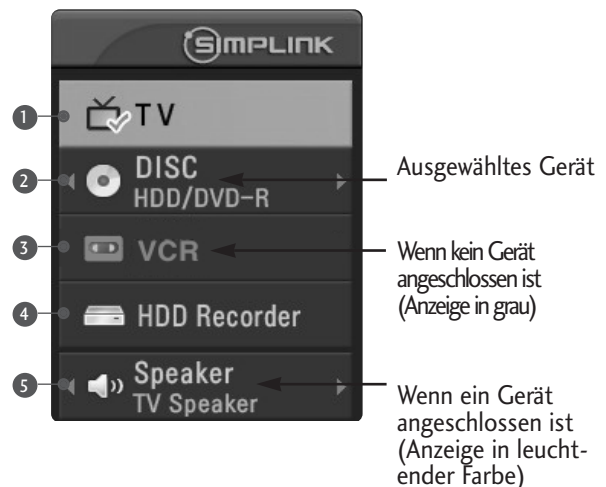 SIMPLINK
1 TV
2 DISC
HDD/DVD-R
Ausgewähltes Gerät
3 VCR
Wenn kein Gerät
angeschlossen ist
(Anzeige in grau)
4 HDD Recorder
5 Speaker
TV Speaker
Wenn ein Gerät
angeschlossen ist
(Anzeige in leucht-
ender Farbe)